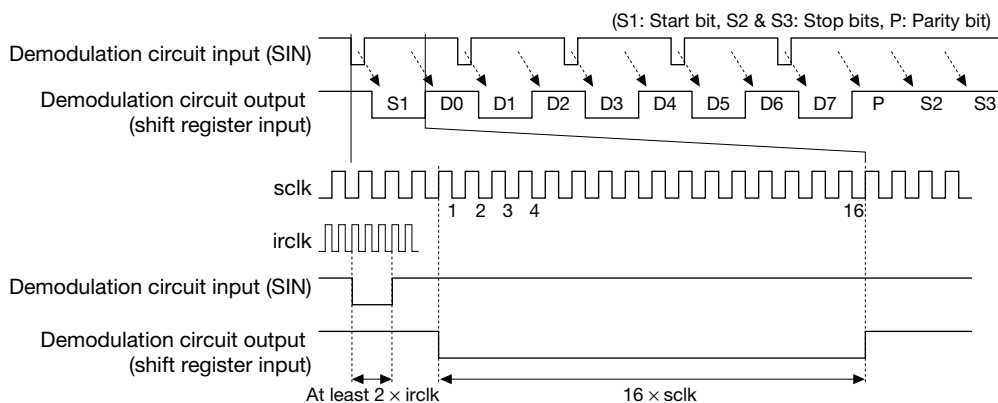 (S1: Start bit, S2 & S3: Stop bits, P: Parity bit)
Demodulation circuit input (SIN)
Demodulation circuit output
(shift register input)
S1 D0 D1 D2 D3 D4 D5 D6 D7 P S2 S3
sclk
1 2 3 4 16
irclk
Demodulation circuit input (SIN)
Demodulation circuit output
(shift register input)
At least 2 × irclk 16 × sclk